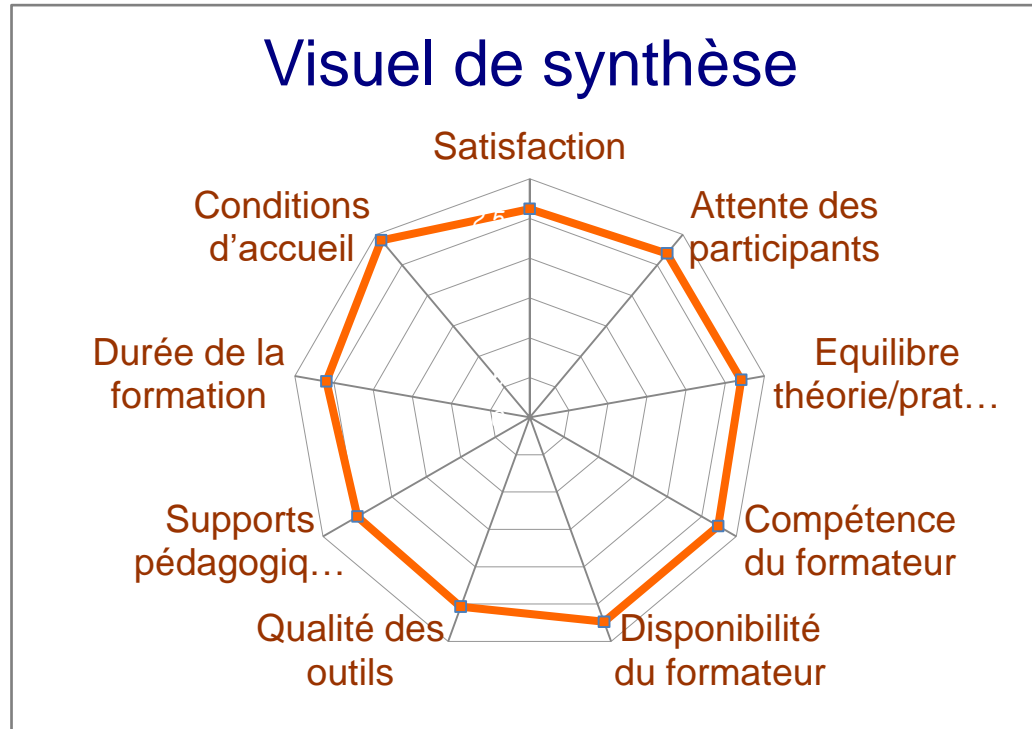 Visuel de synthèse
Satisfaction
Attente des
participants
Equilibre
théorie/prat…
Compétence
du formateur
Disponibilité
du formateur
Qualité des
outils
Supports
pédagogiq…
Durée de la
formation
Conditions
d’accueil